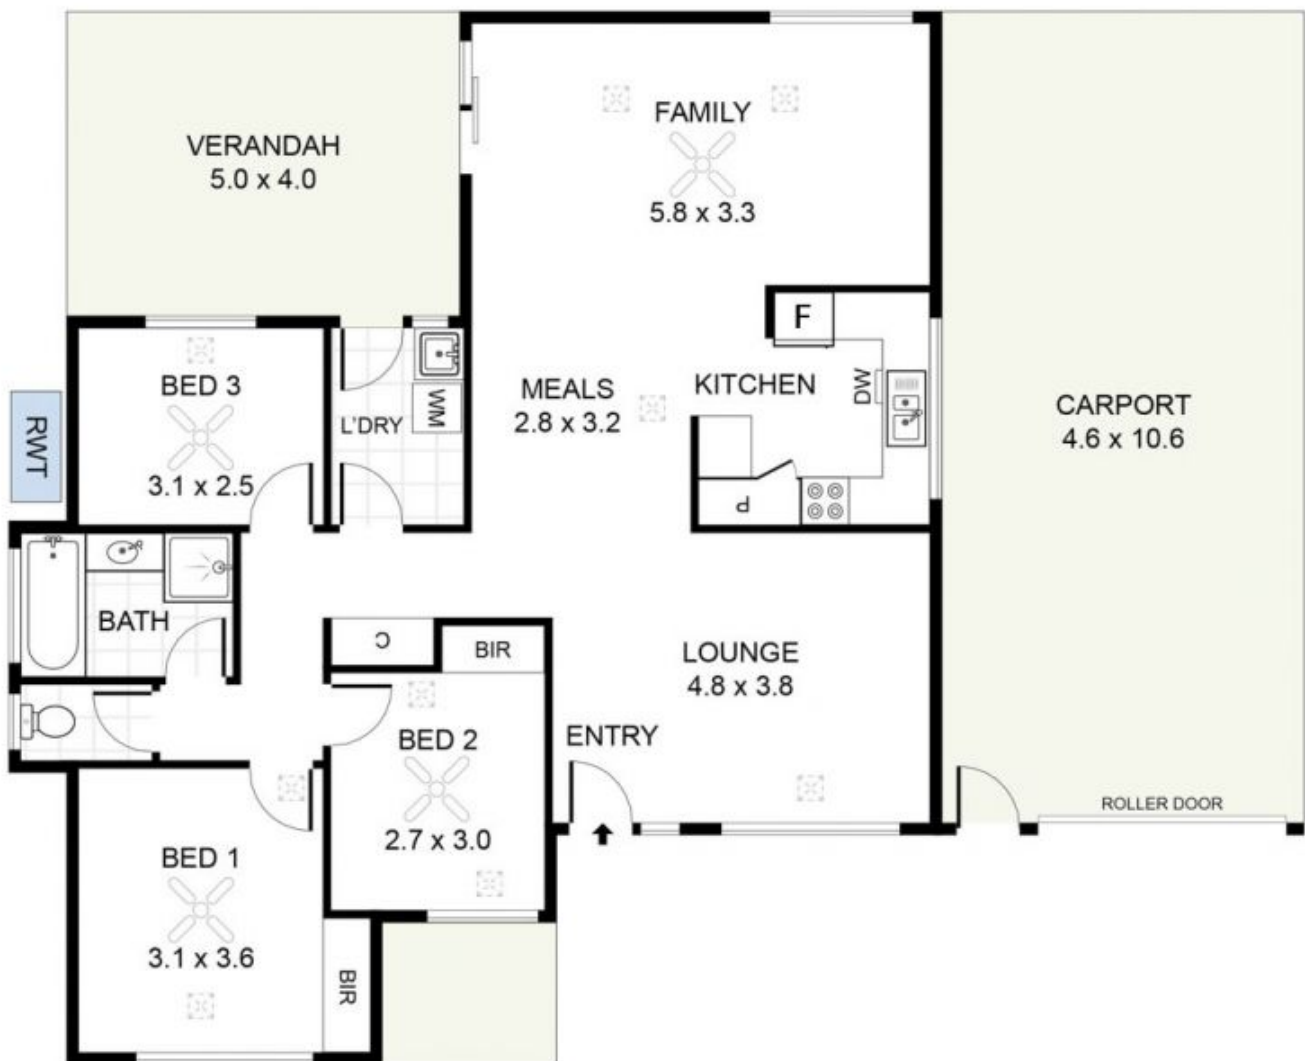 VERANDAH
5.0 x 4.0
FAMILY
5.8 x 3.3
BED 3
3.1 x 2.5
RWT
L'DRY
WM
MEALS
2.8 x 3.2
KITCHEN
F
DW
P
CARPORT
4.6 x 10.6
BATH
C
BIR
LOUNGE
4.8 x 3.8
ENTRY
BED 2
2.7 x 3.0
ROLLER DOOR
BED 1
3.1 x 3.6
BIR